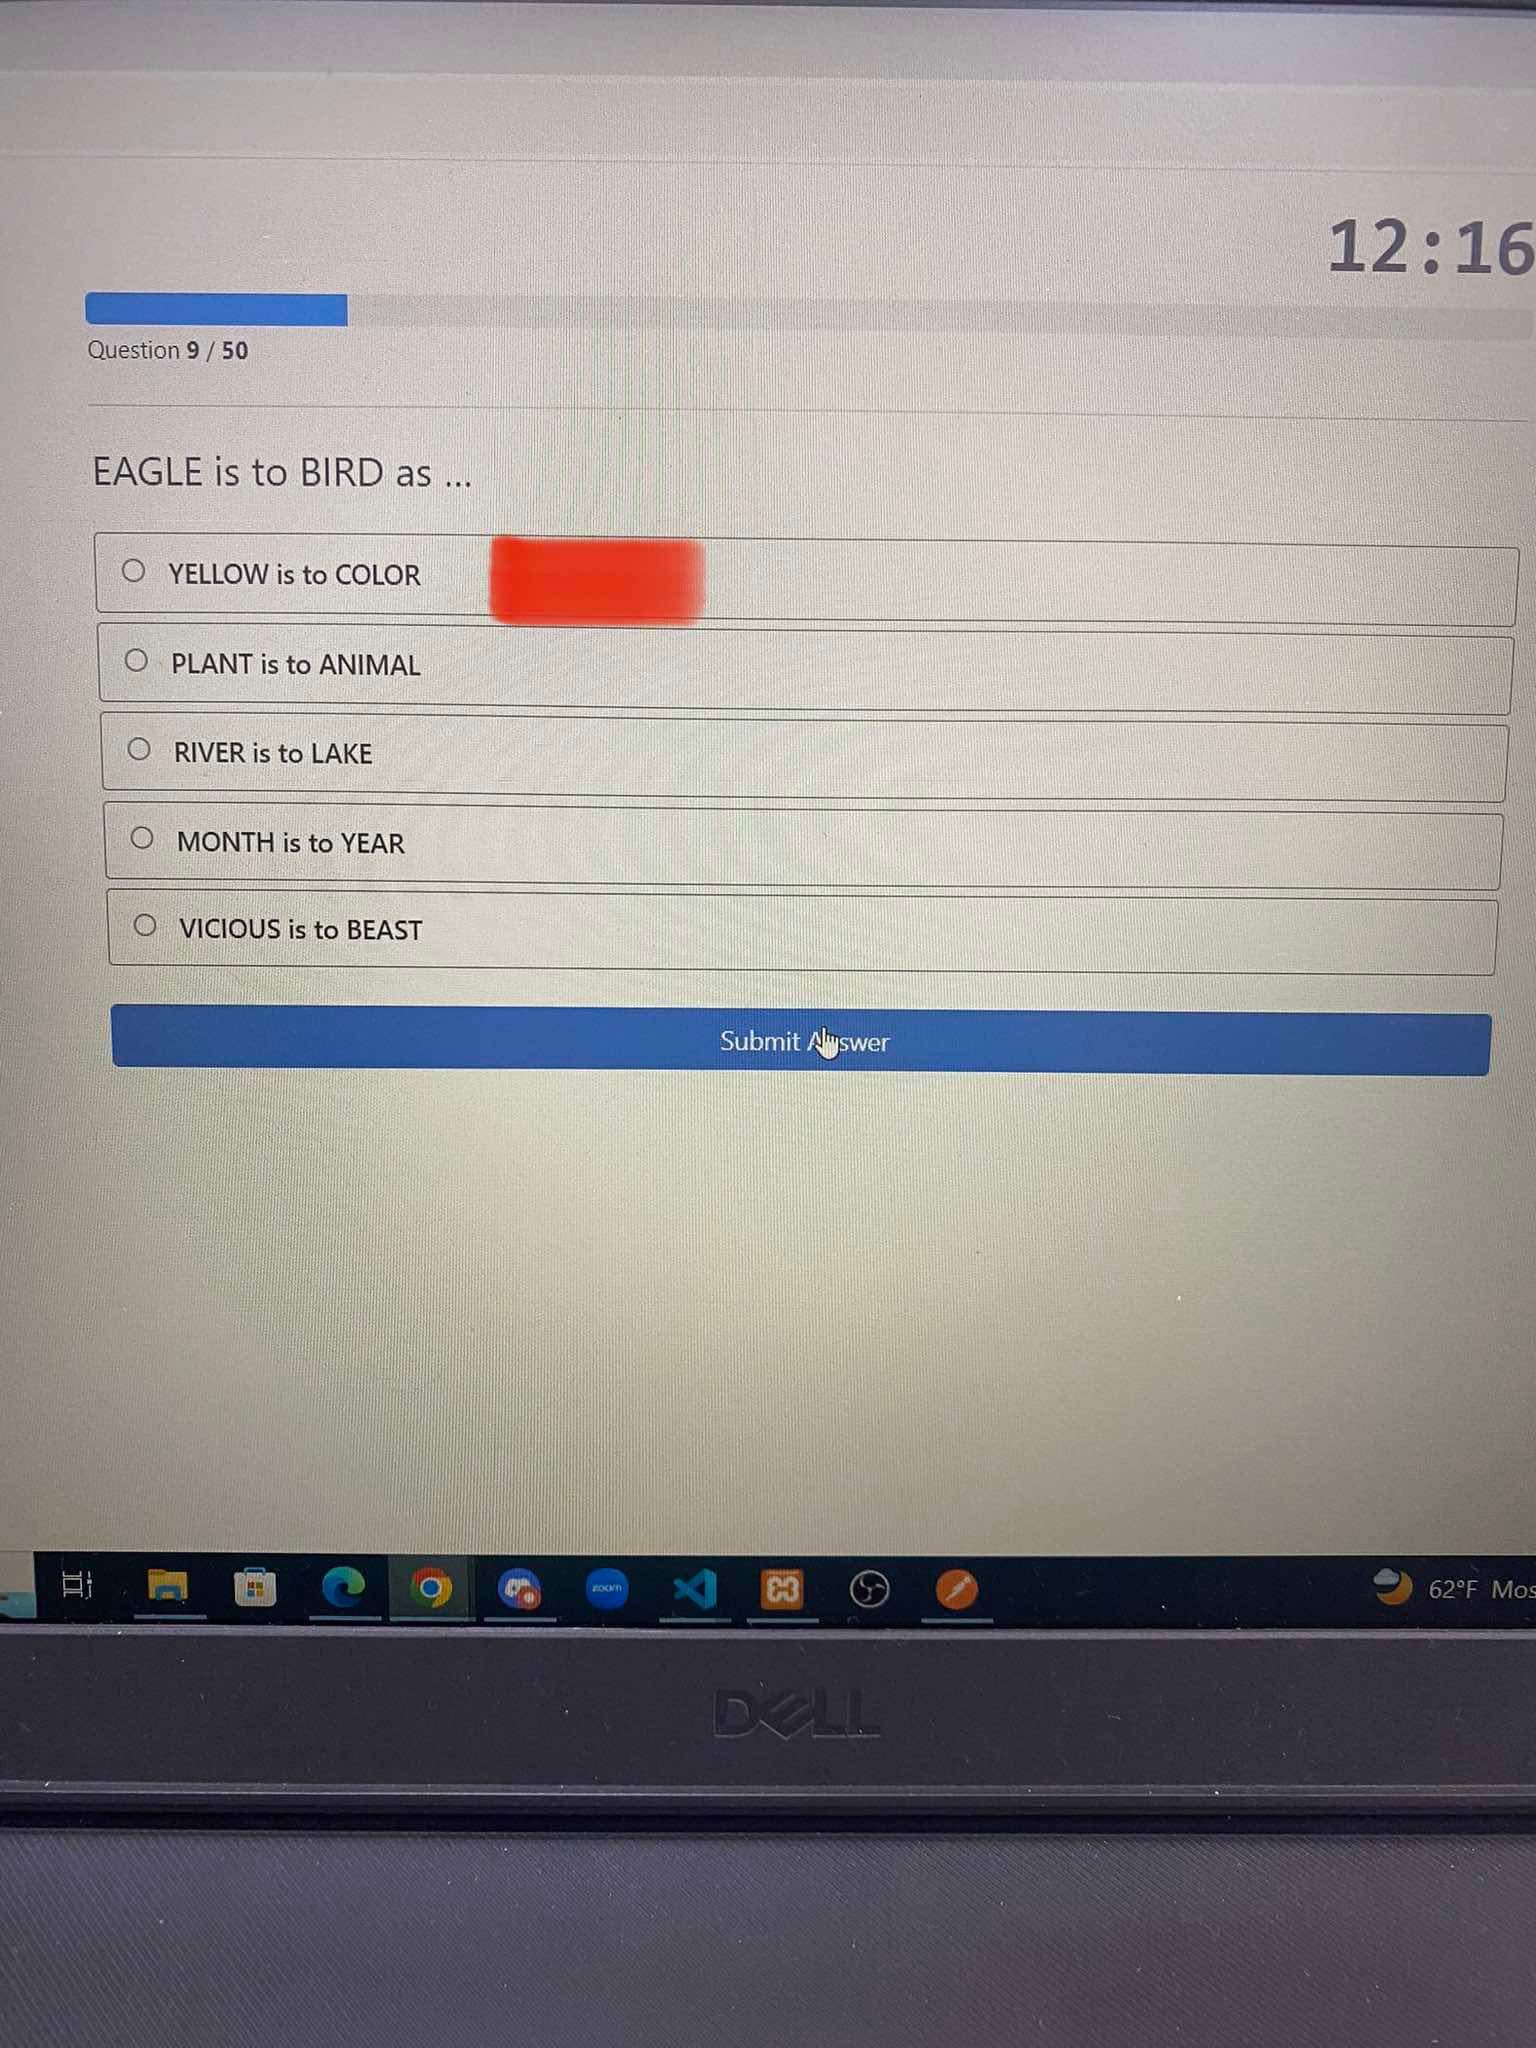 12:16
Question 9 / 50
EAGLE is to BIRD as ...
YELLOW is to COLOR
PLANT is to ANIMAL
RIVER is to LAKE
MONTH is to YEAR
VICIOUS is to BEAST
Submit Answer
zoom
62°F Mos
DELL